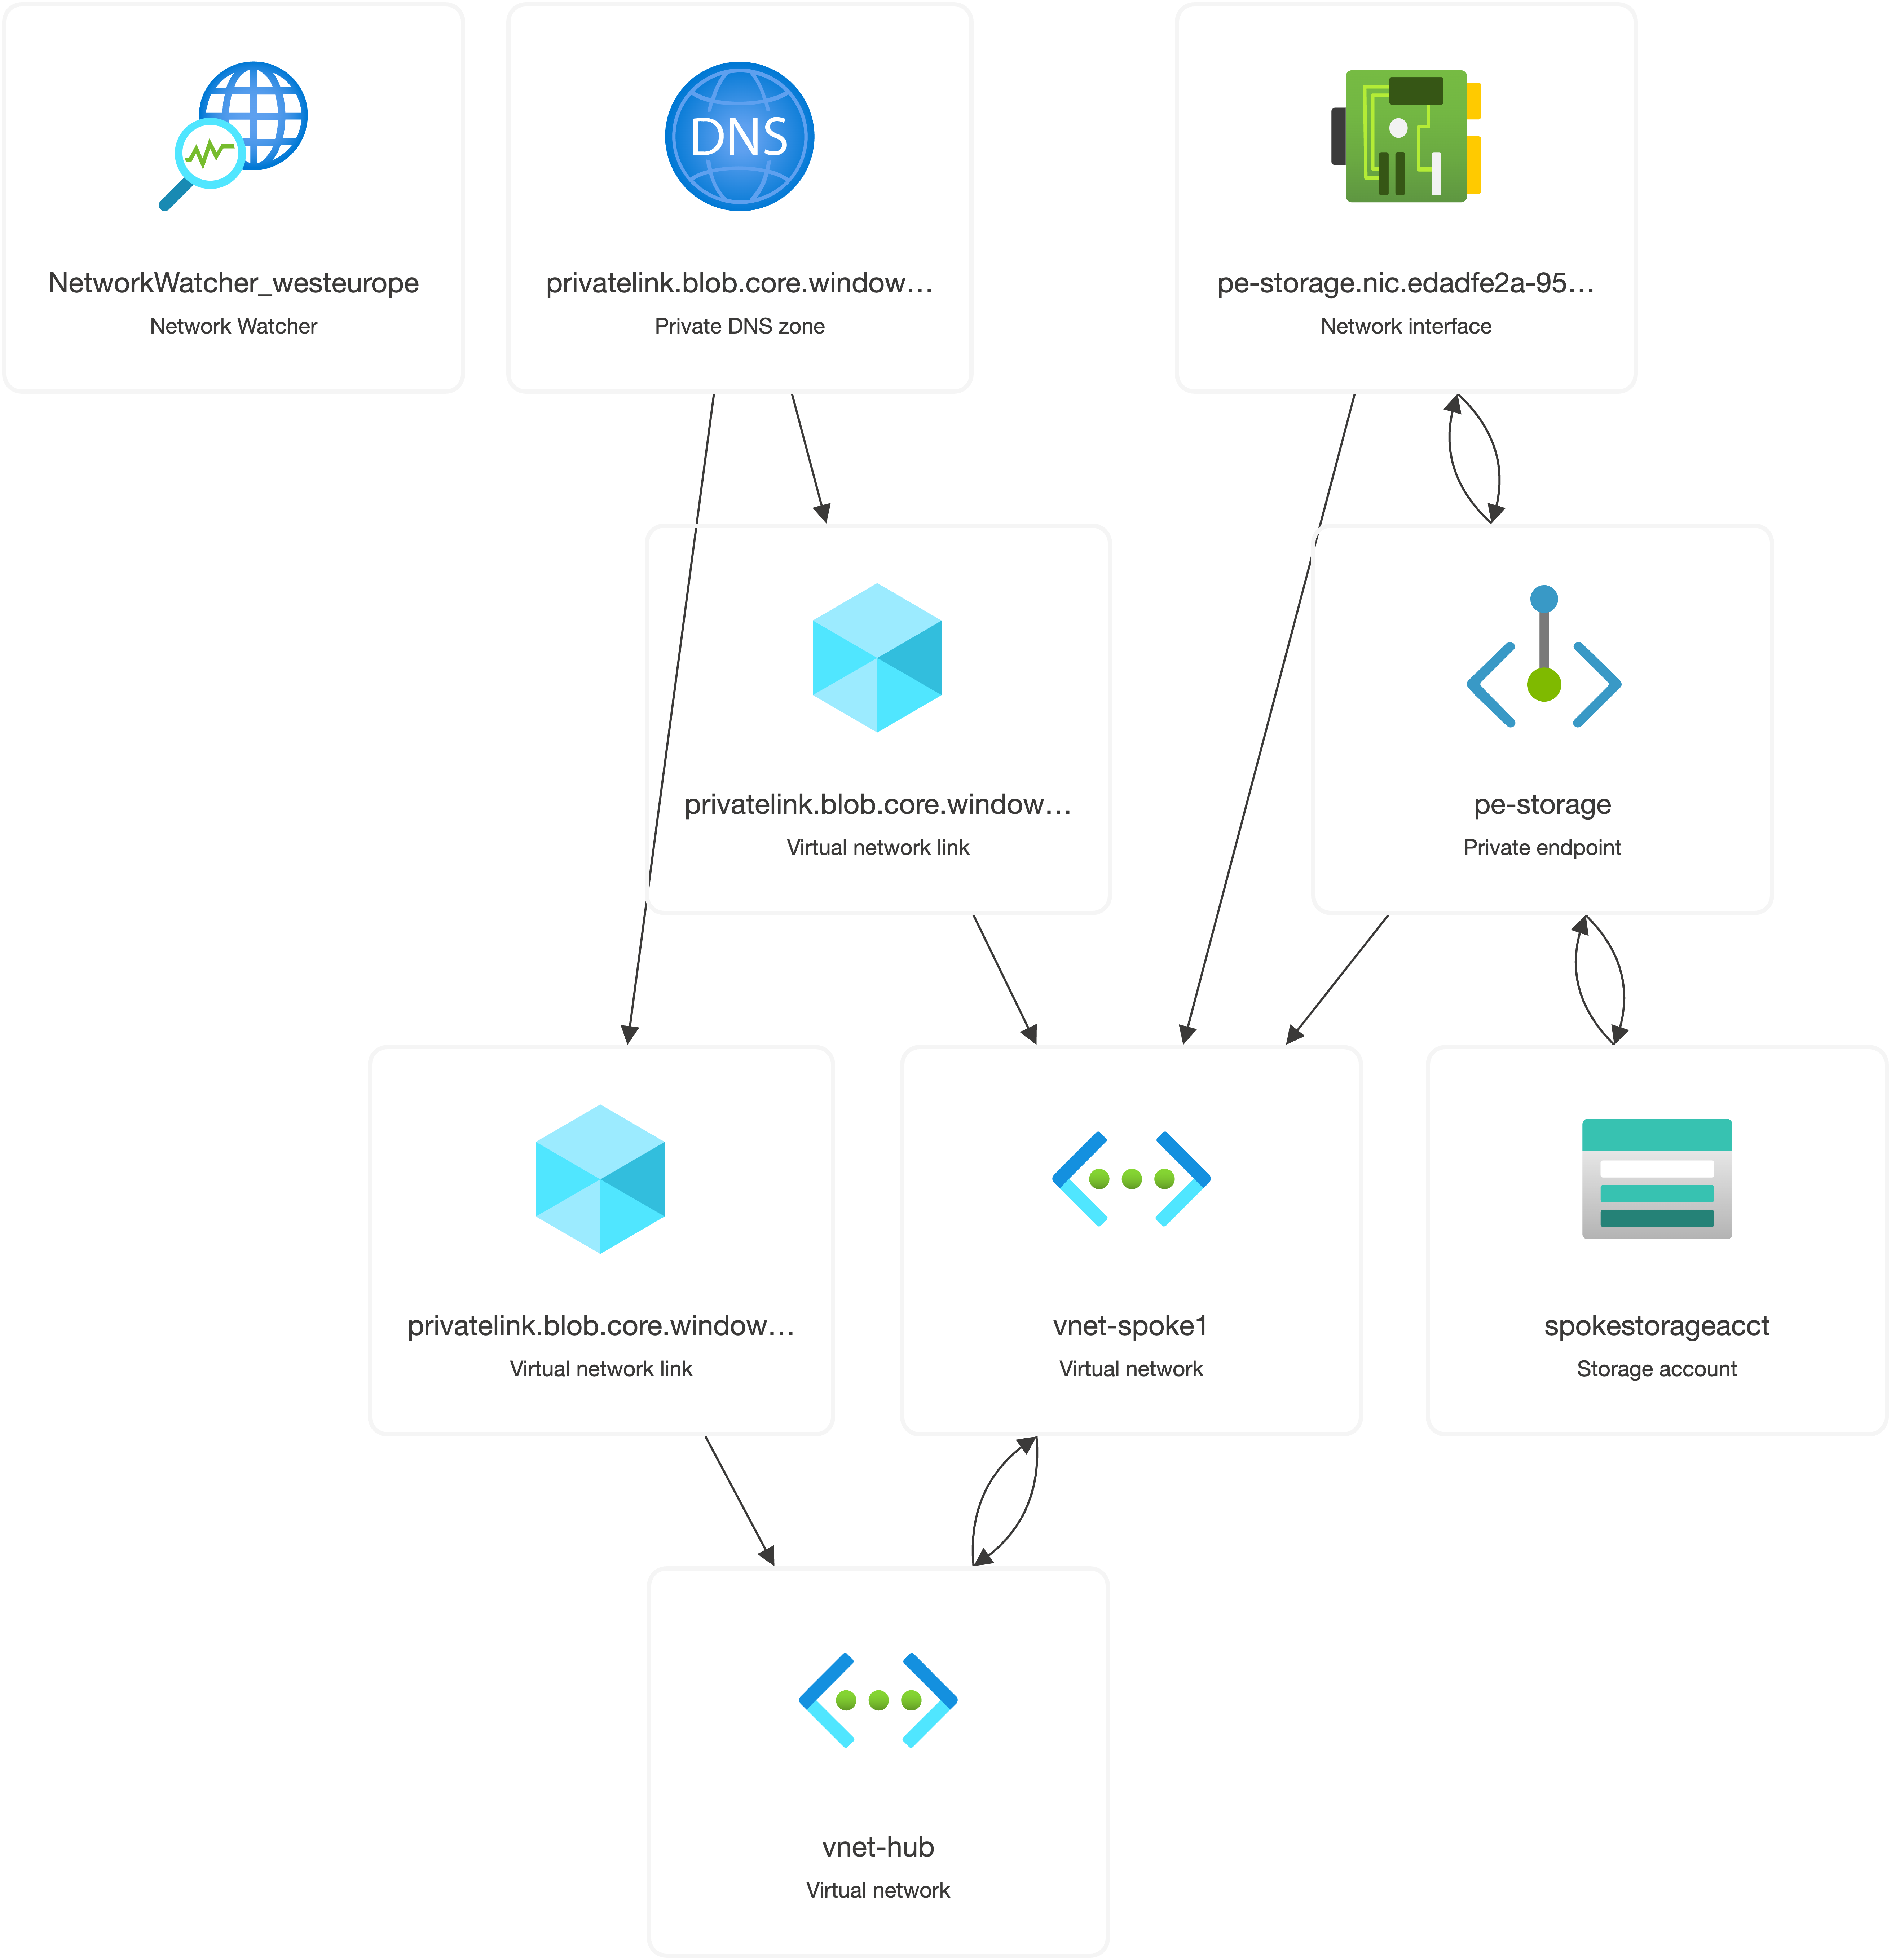 DNS
NetworkWatcher_westeurope
Network Watcher
privatelink.blob.core.window...
Private DNS zone
pe-storage.nic.edadfe2a-95...
Network interface
privatelink.blob.core.window...
Virtual network link
pe-storage
Private endpoint
privatelink.blob.core.window...
Virtual network link
vnet-spoke1
Virtual network
spokestorageacct
Storage account
vnet-hub
Virtual network